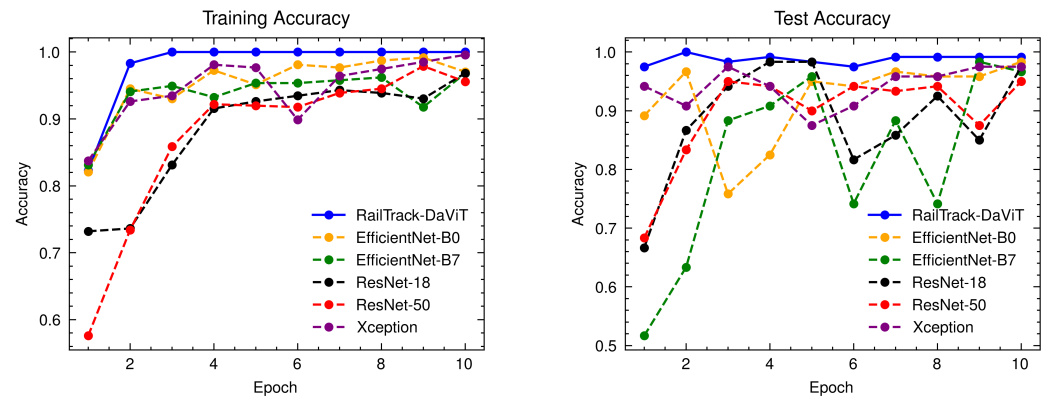 Training Accuracy
1.0
0.9
0.8
0.7
0.6
Accuracy
RailTrack-DaViT
EfficientNet-B0
EfficientNet-B7
ResNet-18
ResNet-50
Xception
2
4
6
8
10
Epoch
Test Accuracy
1.0
0.9
0.8
0.7
0.6
0.5
Accuracy
RailTrack-DaViT
EfficientNet-B0
EfficientNet-B7
ResNet-18
ResNet-50
Xception
2
4
6
8
10
Epoch